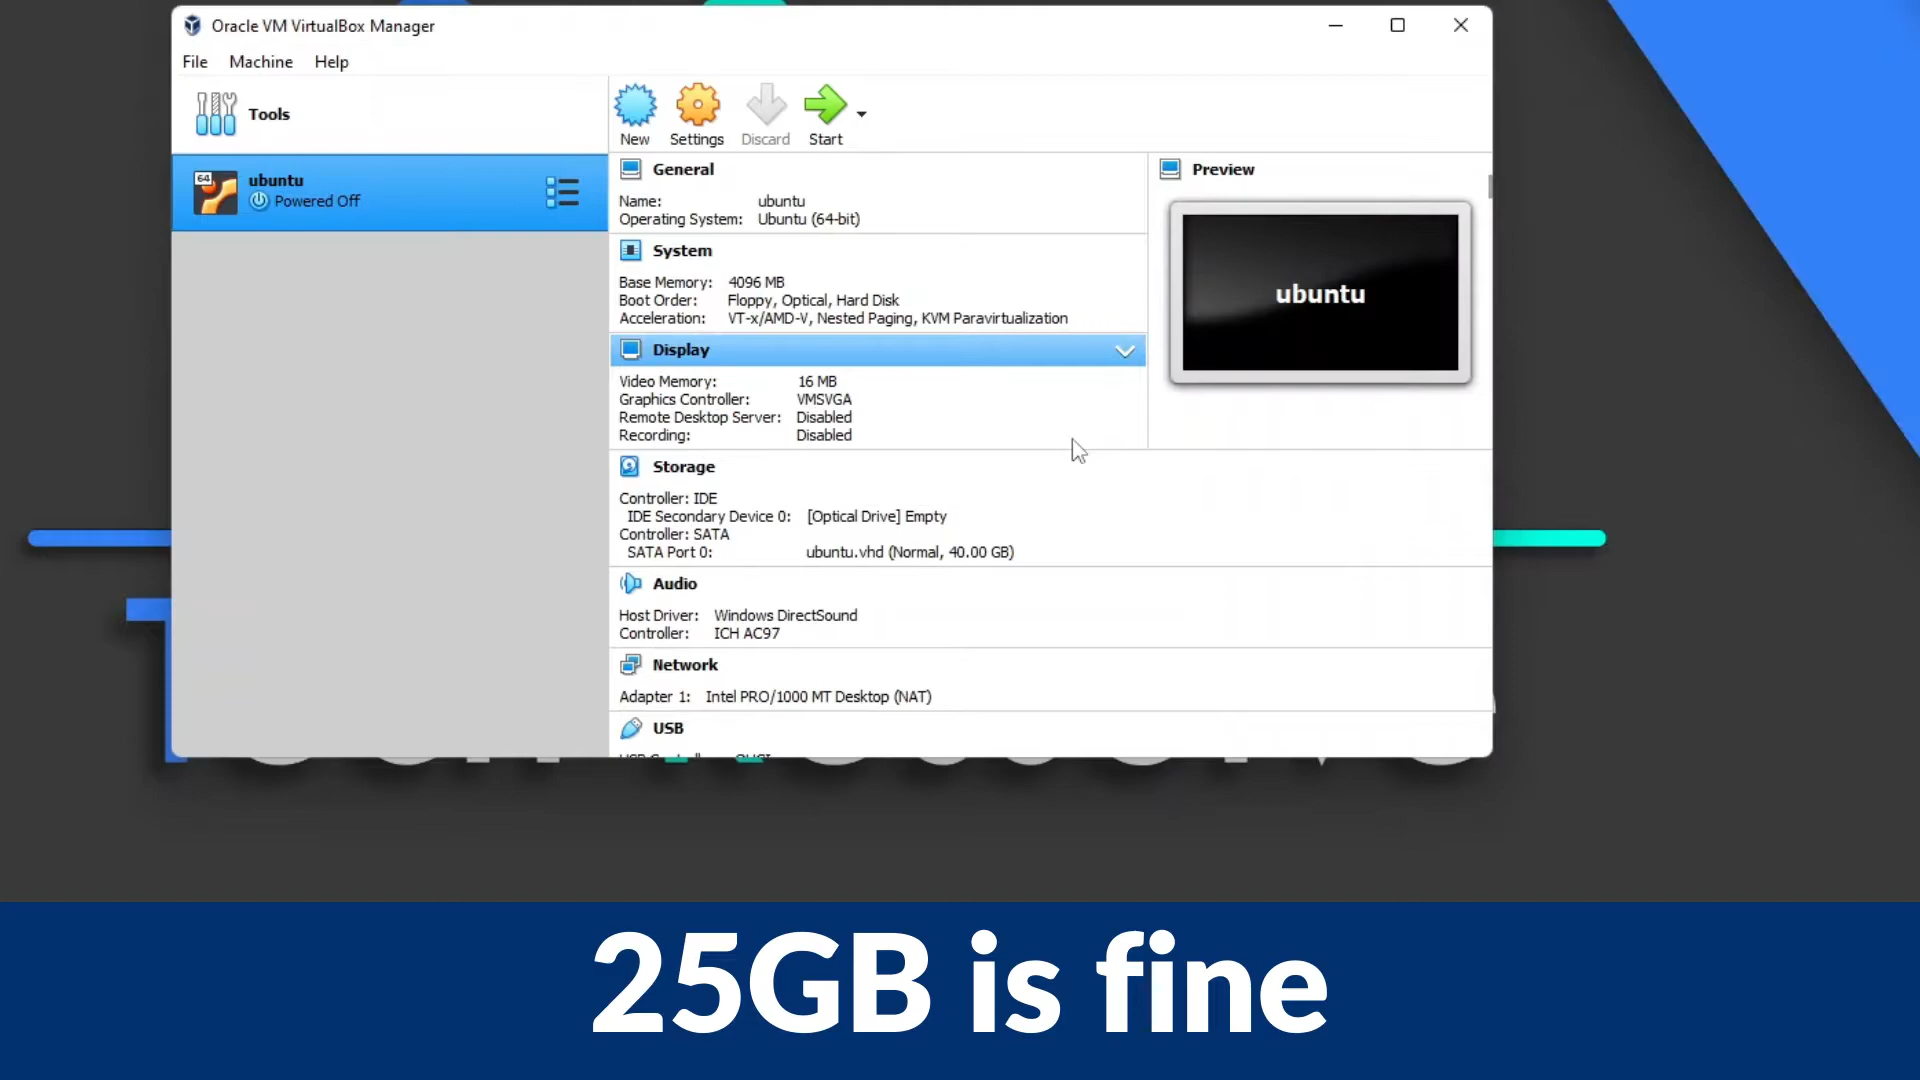 Oracle VM VirtualBox Manager
File Machine Help
Tools
New Settings Discard Start
64
ubuntu
Powered Off
General
Name: ubuntu
Operating System: Ubuntu (64-bit)
System
Base Memory: 4096 MB
Boot Order: Floppy, Optical, Hard Disk
Acceleration: VT-x/AMD-V, Nested Paging, KVM Paravirtualization
Display
Video Memory: 16 MB
Graphics Controller: VMSVGA
Remote Desktop Server: Disabled
Recording: Disabled
Preview
ubuntu
Storage
Controller: IDE
IDE Secondary Device 0: [Optical Drive] Empty
Controller: SATA
SATA Port 0: ubuntu.vhd (Normal, 40.00 GB)
Audio
Host Driver: Windows DirectSound
Controller: ICH AC97
Network
Adapter 1: Intel PRO/1000 MT Desktop (NAT)
USB
25GB is fine